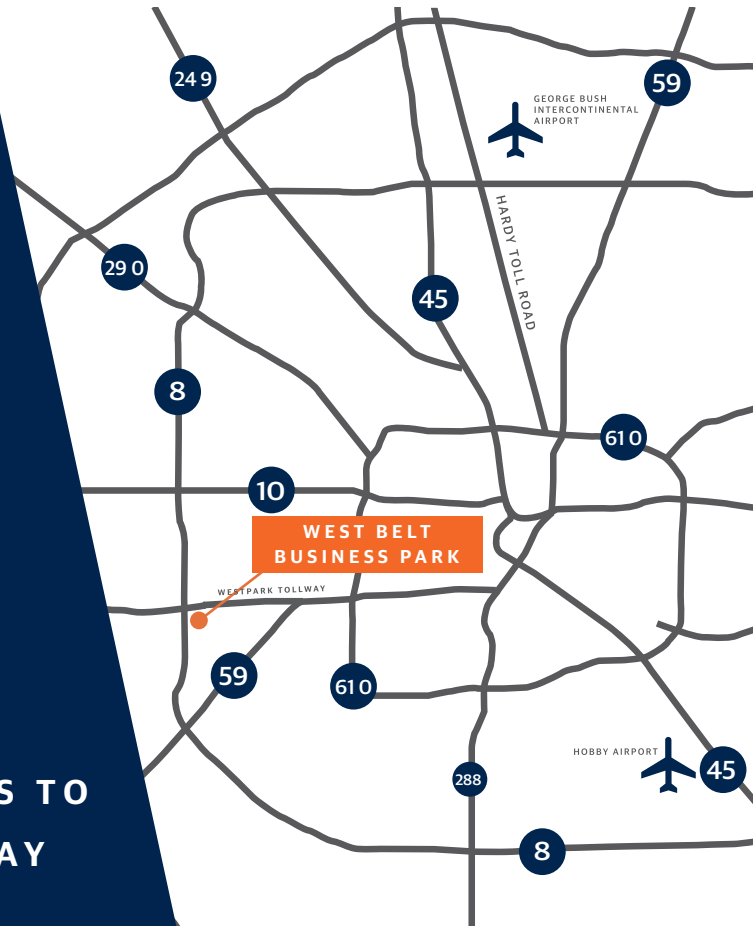 249
59
GEORGE BUSH
INTERCONTINENTAL
AIRPORT
HARDY TOLL ROAD
290
45
8
610
10
WEST BELT
BUSINESS PARK
WESTPARK TOLLWAY
59
610
HOBBY AIRPORT
45
288
S TO
8
AY